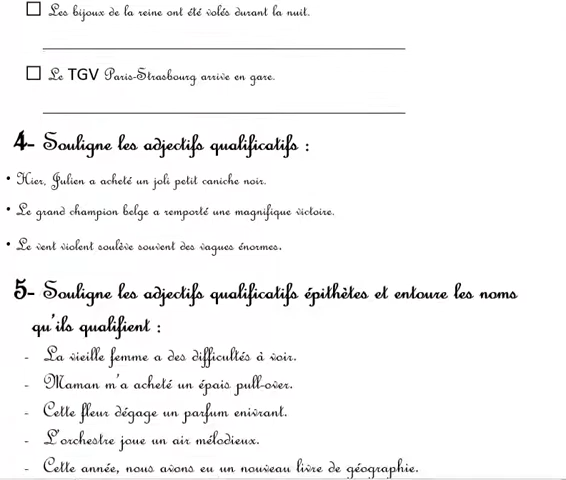 Les bijoux de la reine ont été volés durant la nuit.
Le TGV Paris-Strasbourg arrive en gare.
4- Souligne les adjectifs qualificatifs :
• Hier, Julien a acheté un joli petit caniche noir.
• Le grand champion belge a remporté une magnifique victoire.
• Le vent violent soulève souvent des vagues énormes.
5- Souligne les adjectifs qualificatifs épithètes et entoure les noms
qu'ils qualifient :
- La vieille femme a des difficultés à voir.
- Maman m'a acheté un épais pull-over.
- Cette fleur dégage un parfum enivrant.
- L'orchestre joue un air mélodieux.
- Cette année, nous avons eu un nouveau livre de géographie.